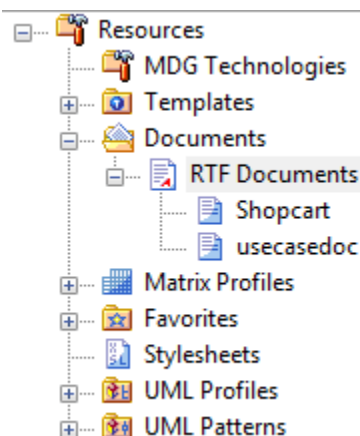 Resources
MDG Technologies
Templates
Documents
RTF Documents
Shopcart
usecasedoc
Matrix Profiles
Favorites
Stylesheets
UML Profiles
UML Patterns